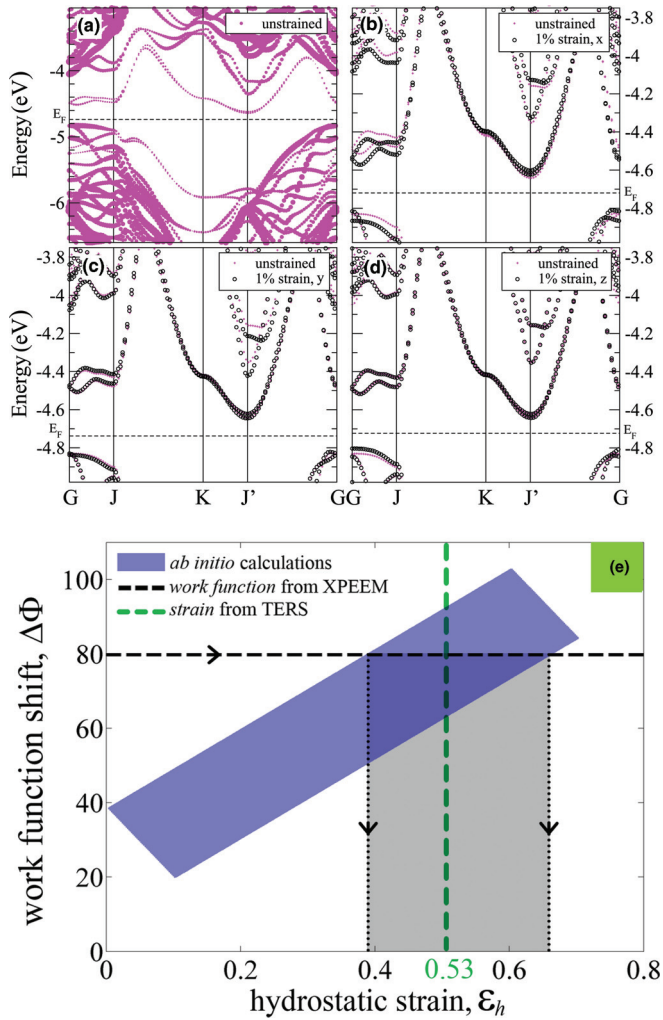 (a)
unstrained
(b)
unstrained
1% strain, x
Energy (eV)
-4
-5
-6
E_F
-3.8
-4
-4.2
-4.4
-4.6
E_F
-4.8
(c)
unstrained
1% strain, y
(d)
unstrained
1% strain, z
Energy (eV)
-3.8
-4
-4.2
-4.4
-4.6
E_F
-4.8
-3.8
-4
-4.2
-4.4
-4.6
E_F
-4.8
G J K J' G G J K J' G
(e)
ab initio calculations
work function from XPEEM
strain from TERS
work function shift, ΔΦ
100
80
60
40
20
0
0 0.2 0.4 0.53 0.6 0.8
hydrostatic strain, ε_h